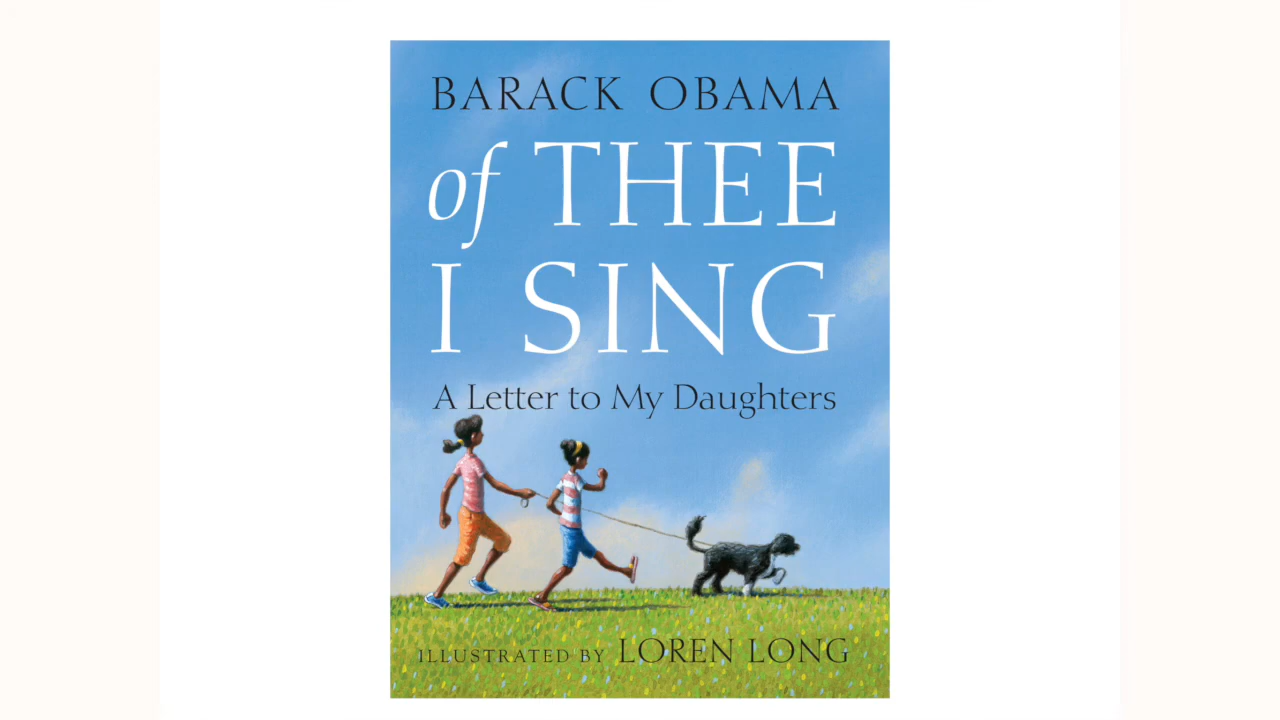 BARACK OBAMA
of THEE
I SING
A Letter to My Daughters
ILLUSTRATED BY LOREN LONG